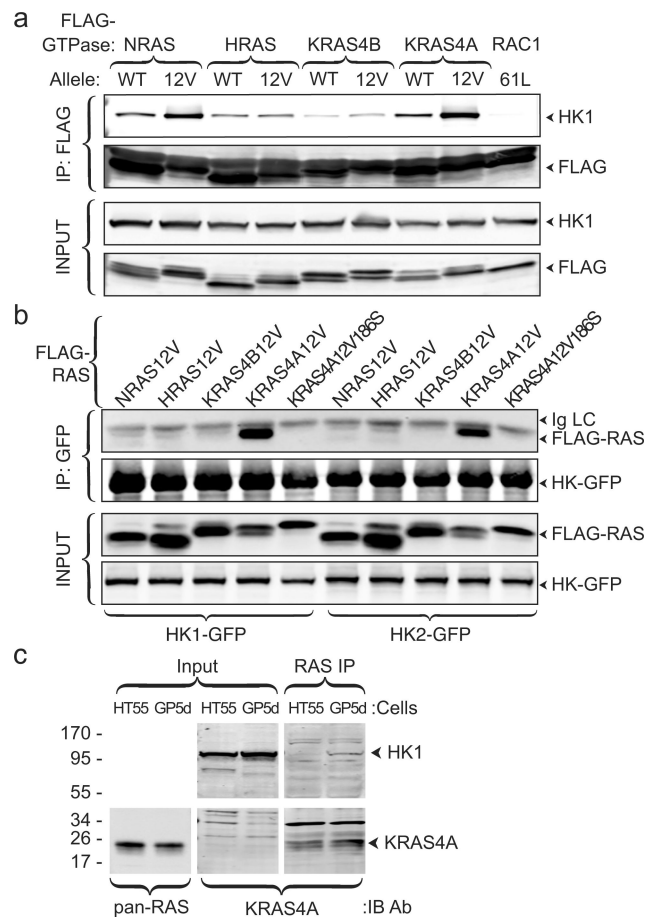 a
FLAG-
GTPase: NRAS HRAS KRAS4B KRAS4A RAC1
Allele: WT 12V WT 12V WT 12V WT 12V 61L
IP: FLAG
HK1
FLAG
INPUT
HK1
FLAG
b
FLAG-
RAS
NRAS12V HRAS12V KRAS4B12V KRAS4A12V KRAS4A12V186S NRAS12V HRAS12V KRAS4B12V KRAS4A12V KRAS4A12V186S
IP: GFP
Ig LC
FLAG-RAS
HK-GFP
INPUT
FLAG-RAS
HK-GFP
HK1-GFP HK2-GFP
c
Input RAS IP
HT55 GP5d HT55 GP5d HT55 GP5d :Cells
170 -
95 -
55 -
HK1
34 -
26 -
17 -
KRAS4A
pan-RAS KRAS4A :IB Ab